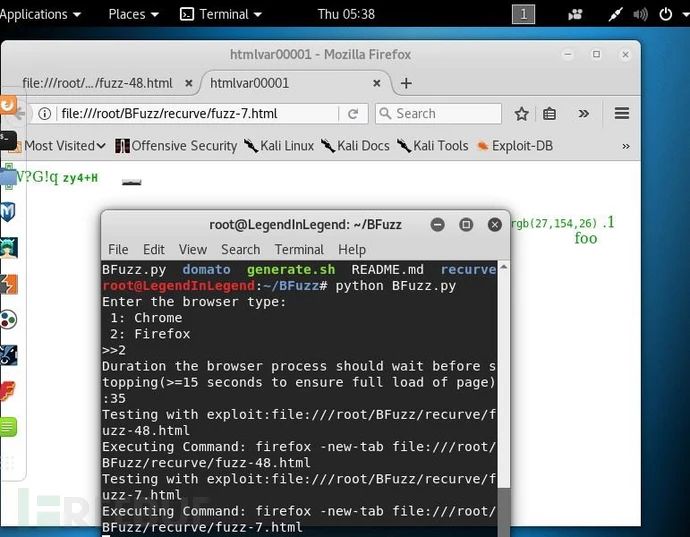 Applications Places Terminal Thu 05:38 1
htmlvar00001 - Mozilla Firefox
file:///root/.../fuzz-48.html htmlvar00001
file:///root/BFuzz/recurve/fuzz-7.html Search
Most Visited Offensive Security Kali Linux Kali Docs Kali Tools Exploit-DB
W?G!q zy4+H
rgb(27,154,26) .1
foo
root@LegendInLegend: ~/BFuzz
File Edit View Search Terminal Help
BFuzz.py domato generate.sh README.md recurve
root@LegendInLegend:~/BFuzz# python BFuzz.py
Enter the browser type:
1: Chrome
2: Firefox
>>2
Duration the browser process should wait before s
topping(>=15 seconds to ensure full load of page)
:35
Testing with exploit:file:///root/BFuzz/recurve/f
uzz-48.html
Executing Command: firefox -new-tab file:///root/
BFuzz/recurve/fuzz-48.html
Testing with exploit:file:///root/BFuzz/recurve/f
uzz-7.html
Executing Command: firefox -new-tab file:///root/
BFuzz/recurve/fuzz-7.html